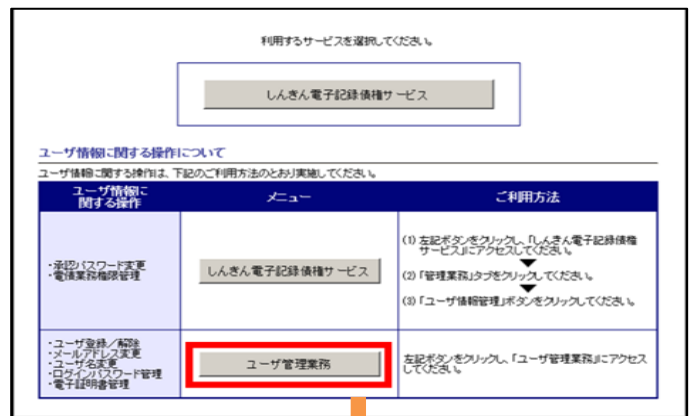 利用するサービスを選択してください。
しんきん電子記録債権サービス
ユーザ情報に関する操作について
ユーザ情報に関する操作は、下記のご利用方法のとおり実施してください。
ユーザ情報に
関する操作
メニュー
ご利用方法
・承認パスワード変更
・電債業務権限管理
しんきん電子記録債権サービス
(1) 左記ボタンをクリックし、「しんきん電子記録債権
サービス」にアクセスしてください。
(2) 「管理業務」タブをクリックしてください。
(3) 「ユーザ情報管理」ボタンをクリックしてください。
・ユーザ登録／解除
・メールアドレス変更
・ユーザ名変更
・ログインパスワード管理
・電子証明書管理
ユーザ管理業務
左記ボタンをクリックし、「ユーザ管理業務」にアクセス
してください。